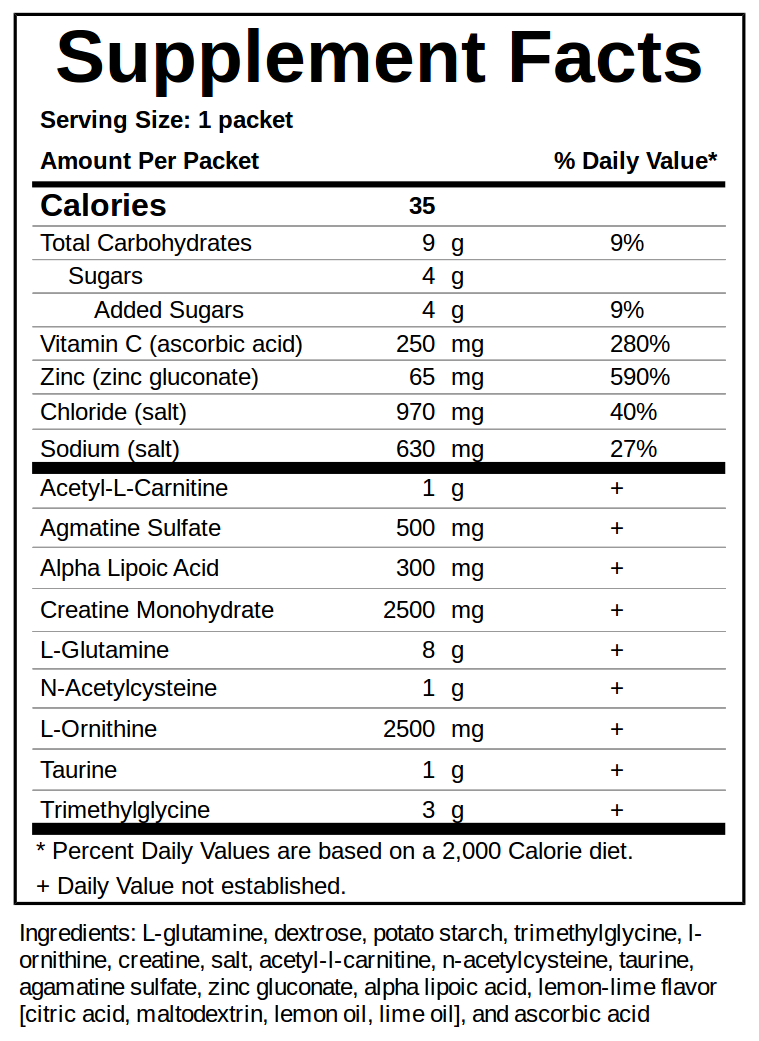 Supplement Facts
Serving Size: 1 packet
Amount Per Packet % Daily Value*
Calories 35
Total Carbohydrates 9 g 9%
Sugars 4 g
Added Sugars 4 g 9%
Vitamin C (ascorbic acid) 250 mg 280%
Zinc (zinc gluconate) 65 mg 590%
Chloride (salt) 970 mg 40%
Sodium (salt) 630 mg 27%
Acetyl-L-Carnitine 1 g +
Agmatine Sulfate 500 mg +
Alpha Lipoic Acid 300 mg +
Creatine Monohydrate 2500 mg +
L-Glutamine 8 g +
N-Acetylcysteine 1 g +
L-Ornithine 2500 mg +
Taurine 1 g +
Trimethylglycine 3 g +
* Percent Daily Values are based on a 2,000 Calorie diet.
+ Daily Value not established.
Ingredients: L-glutamine, dextrose, potato starch, trimethylglycine, l-
ornithine, creatine, salt, acetyl-l-carnitine, n-acetylcysteine, taurine,
agamatine sulfate, zinc gluconate, alpha lipoic acid, lemon-lime flavor
[citric acid, maltodextrin, lemon oil, lime oil], and ascorbic acid